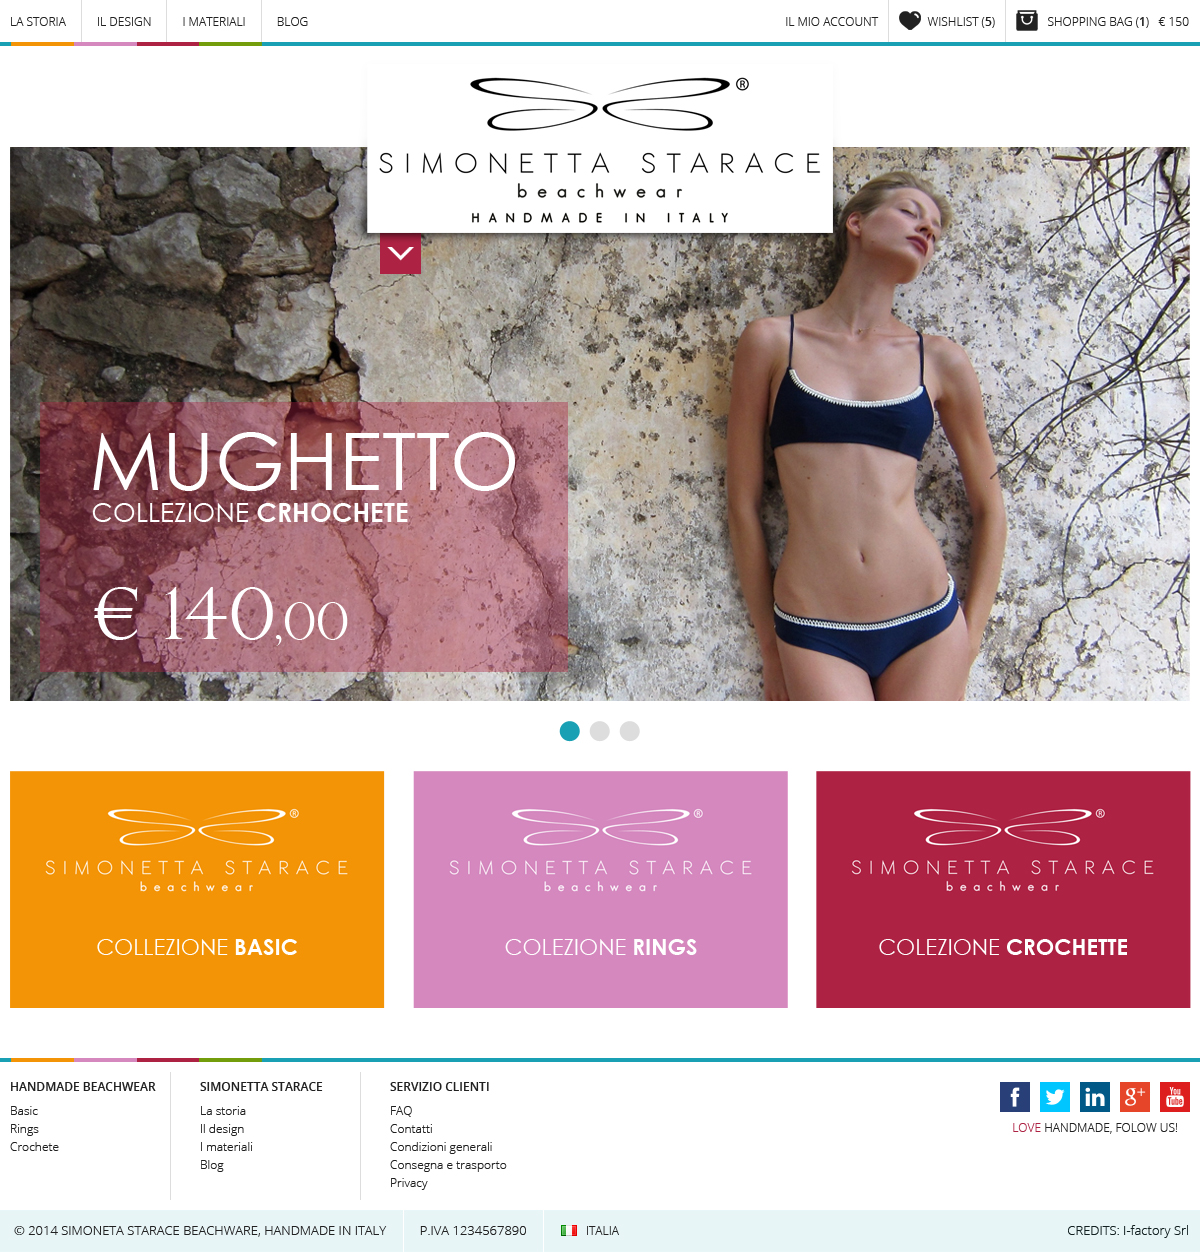 LA STORIA IL DESIGN I MATERIALI BLOG IL MIO ACCOUNT WISHLIST (5) SHOPPING BAG (1) € 150
®
SIMONETTA STARACE
beachwear
HANDMADE IN ITALY
MUGHETTO
COLLEZIONE CRHOCHETE
€ 140,00
®
SIMONETTA STARACE
beachwear
COLLEZIONE BASIC
®
SIMONETTA STARACE
beachwear
COLEZIONE RINGS
®
SIMONETTA STARACE
beachwear
COLEZIONE CROCHETTE
HANDMADE BEACHWEAR
Basic
Rings
Crochete
SIMONETTA STARACE
La storia
Il design
I materiali
Blog
SERVIZIO CLIENTI
FAQ
Contatti
Condizioni generali
Consegna e trasporto
Privacy
f in g+ You Tube
LOVE HANDMADE, FOLOW US!
© 2014 SIMONETA STARACE BEACHWARE, HANDMADE IN ITALY P.IVA 1234567890 ITALIA CREDITS: I-factory Srl